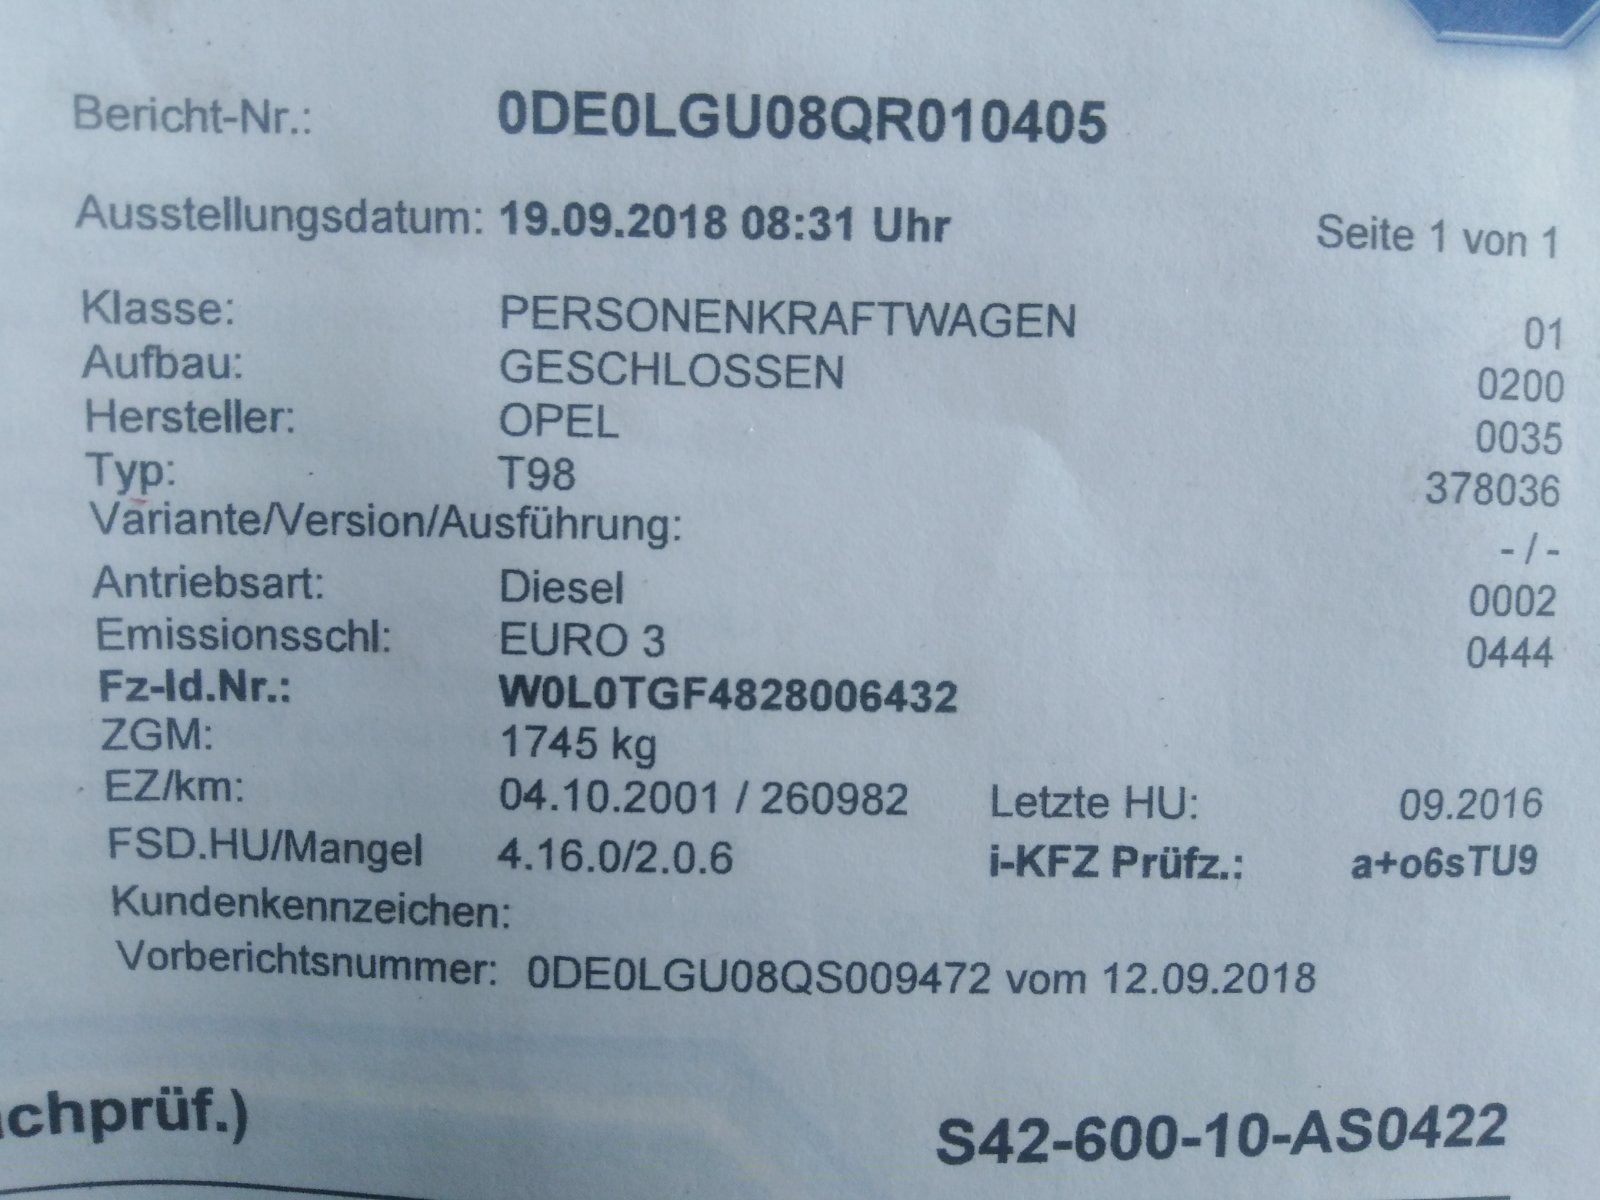 Bericht-Nr.: 0DE0LGU08QR010405
Ausstellungsdatum: 19.09.2018 08:31 Uhr Seite 1 von 1
Klasse: PERSONENKRAFTWAGEN 01
Aufbau: GESCHLOSSEN 0200
Hersteller: OPEL 0035
Typ: T98 378036
Variante/Version/Ausführung: - / -
Antriebsart: Diesel 0002
Emissionsschl: EURO 3 0444
Fz-Id.Nr.: W0L0TGF4828006432
ZGM: 1745 kg
EZ/km: 04.10.2001 / 260982 Letzte HU: 09.2016
FSD.HU/Mangel 4.16.0/2.0.6 i-KFZ Prüfz.: a+o6sTU9
Kundenkennzeichen:
Vorberichtsnummer: 0DE0LGU08QS009472 vom 12.09.2018
chprüf.) S42-600-10-AS0422